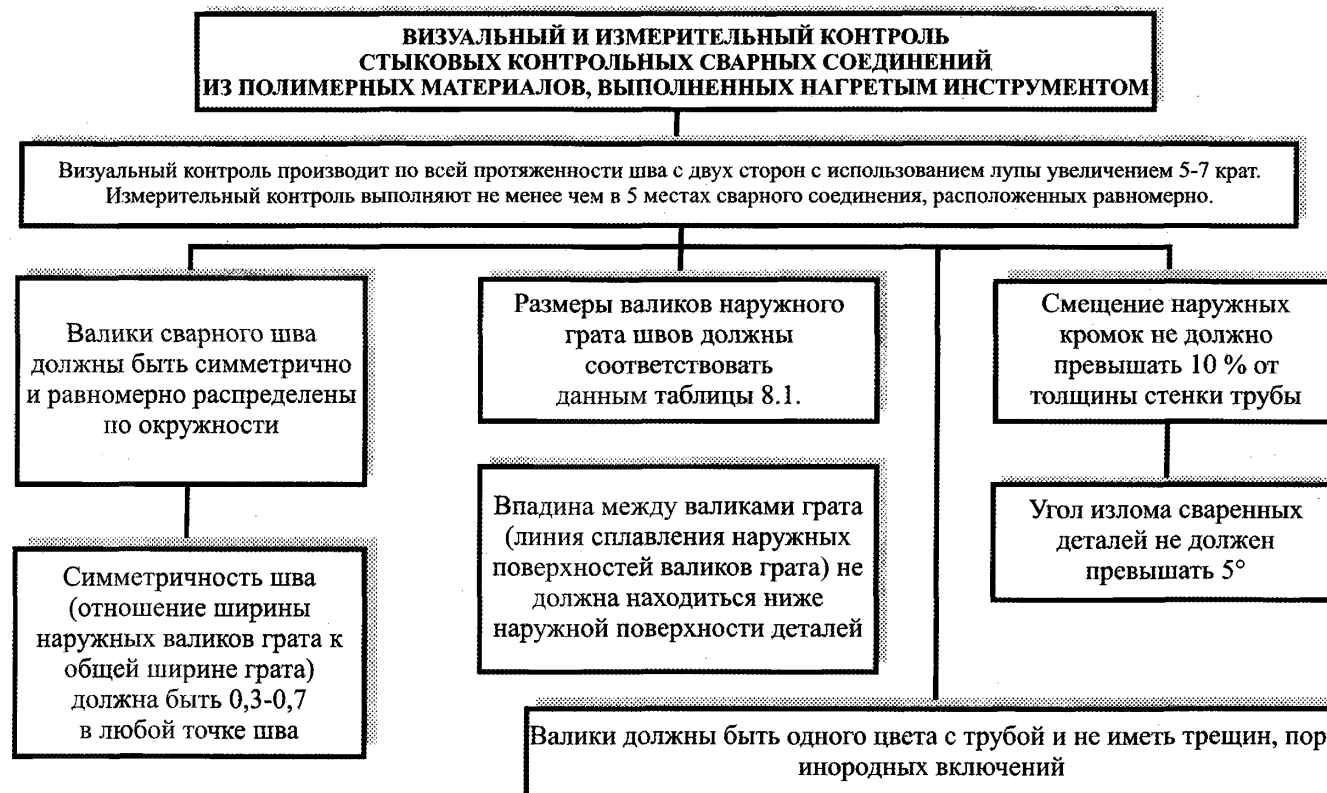 ВИЗУАЛЬНЫЙ И ИЗМЕРИТЕЛЬНЫЙ КОНТРОЛЬ
СТЫКОВЫХ КОНТРОЛЬНЫХ СВАРНЫХ СОЕДИНЕНИЙ
ИЗ ПОЛИМЕРНЫХ МАТЕРИАЛОВ, ВЫПОЛНЕННЫХ НАГРЕТЫМ ИНСТРУМЕНТОМ
Визуальный контроль производит по всей протяженности шва с двух сторон с использованием лупы увеличением 5-7 крат.
Измерительный контроль выполняют не менее чем в 5 местах сварного соединения, расположенных равномерно.
Валики сварного шва
должны быть симметрично
и равномерно распределены
по окружности
Симметричность шва
(отношение ширины
наружных валиков грата к
общей ширине грата)
должна быть 0,3-0,7
в любой точке шва
Размеры валиков наружного
грата швов должны
соответствовать
данным таблицы 8.1.
Впадина между валиками грата
(линия сплавления наружных
поверхностей валиков грата) не
должна находиться ниже
наружной поверхности деталей
Смещение наружных
кромок не должно
превышать 10 % от
толщины стенки трубы
Угол излома сваренных
деталей не должен
превышать 5°
Валики должны быть одного цвета с трубой и не иметь трещин, пор
инородных включений